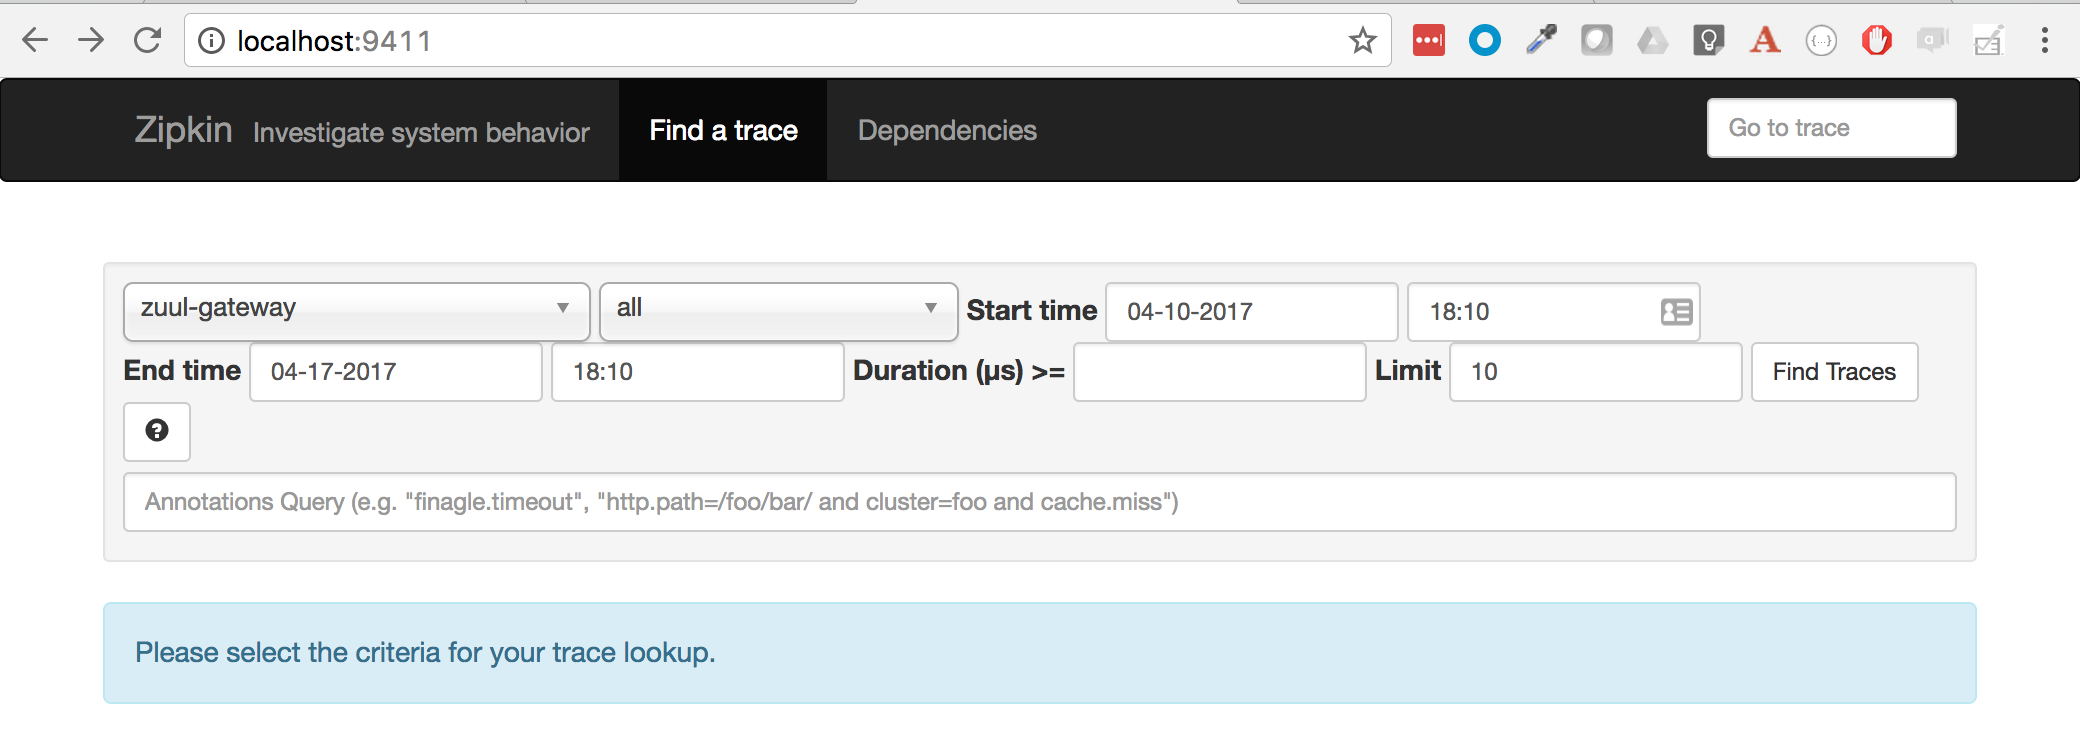 localhost:9411
Zipkin Investigate system behavior Find a trace Dependencies Go to trace
zuul-gateway all Start time 04-10-2017 18:10
End time 04-17-2017 18:10 Duration (μs) >= Limit 10 Find Traces
?
Annotations Query (e.g. "finagle.timeout", "http.path=/foo/bar/ and cluster=foo and cache.miss")
Please select the criteria for your trace lookup.